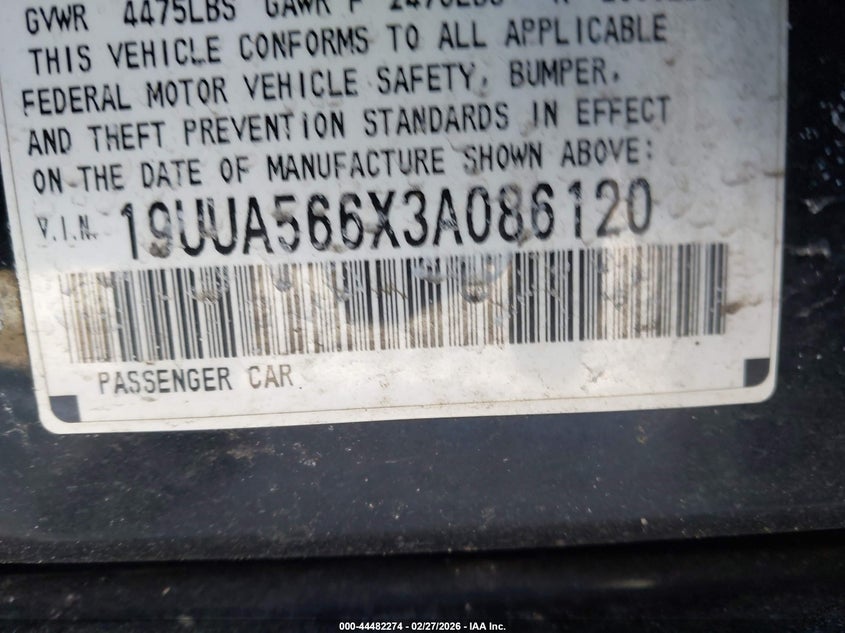 GVWR 4475LBS GAWR F
THIS VEHICLE CONFORMS TO ALL APPLICABLE
FEDERAL MOTOR VEHICLE SAFETY, BUMPER,
AND THEFT PREVENTION STANDARDS IN EFFECT
ON THE DATE OF MANUFACTURE SHOWN ABOVE:
V.I.N. 19UUA566X3A086120
PASSENGER CAR
000-44482274 | 02/27/2026 - IAA Inc.